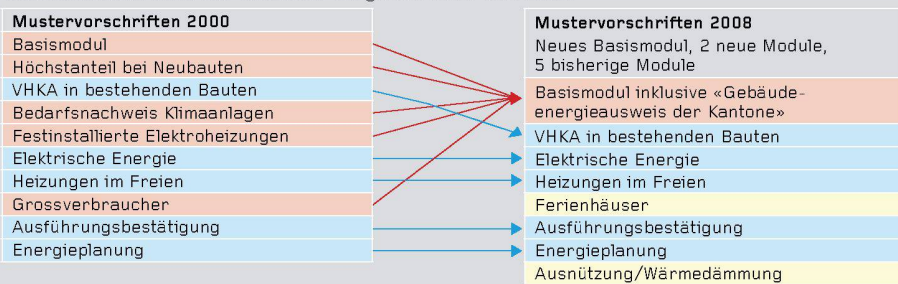 Mustervorschriften 2000
Basismodul
Höchstanteil bei Neubauten
VHKA in bestehenden Bauten
Bedarfsnachweis Klimaanlagen
Festinstallierte Elektroheizungen
Elektrische Energie
Heizungen im Freien
Grossverbraucher
Ausführungsbestätigung
Energieplanung
Mustervorschriften 2008
Neues Basismodul, 2 neue Module,
5 bisherige Module
Basismodul inklusive «Gebäude-
energieausweis der Kantone»
VHKA in bestehenden Bauten
Elektrische Energie
Heizungen im Freien
Ferienhäuser
Ausführungsbestätigung
Energieplanung
Ausnützung/Wärmedämmung